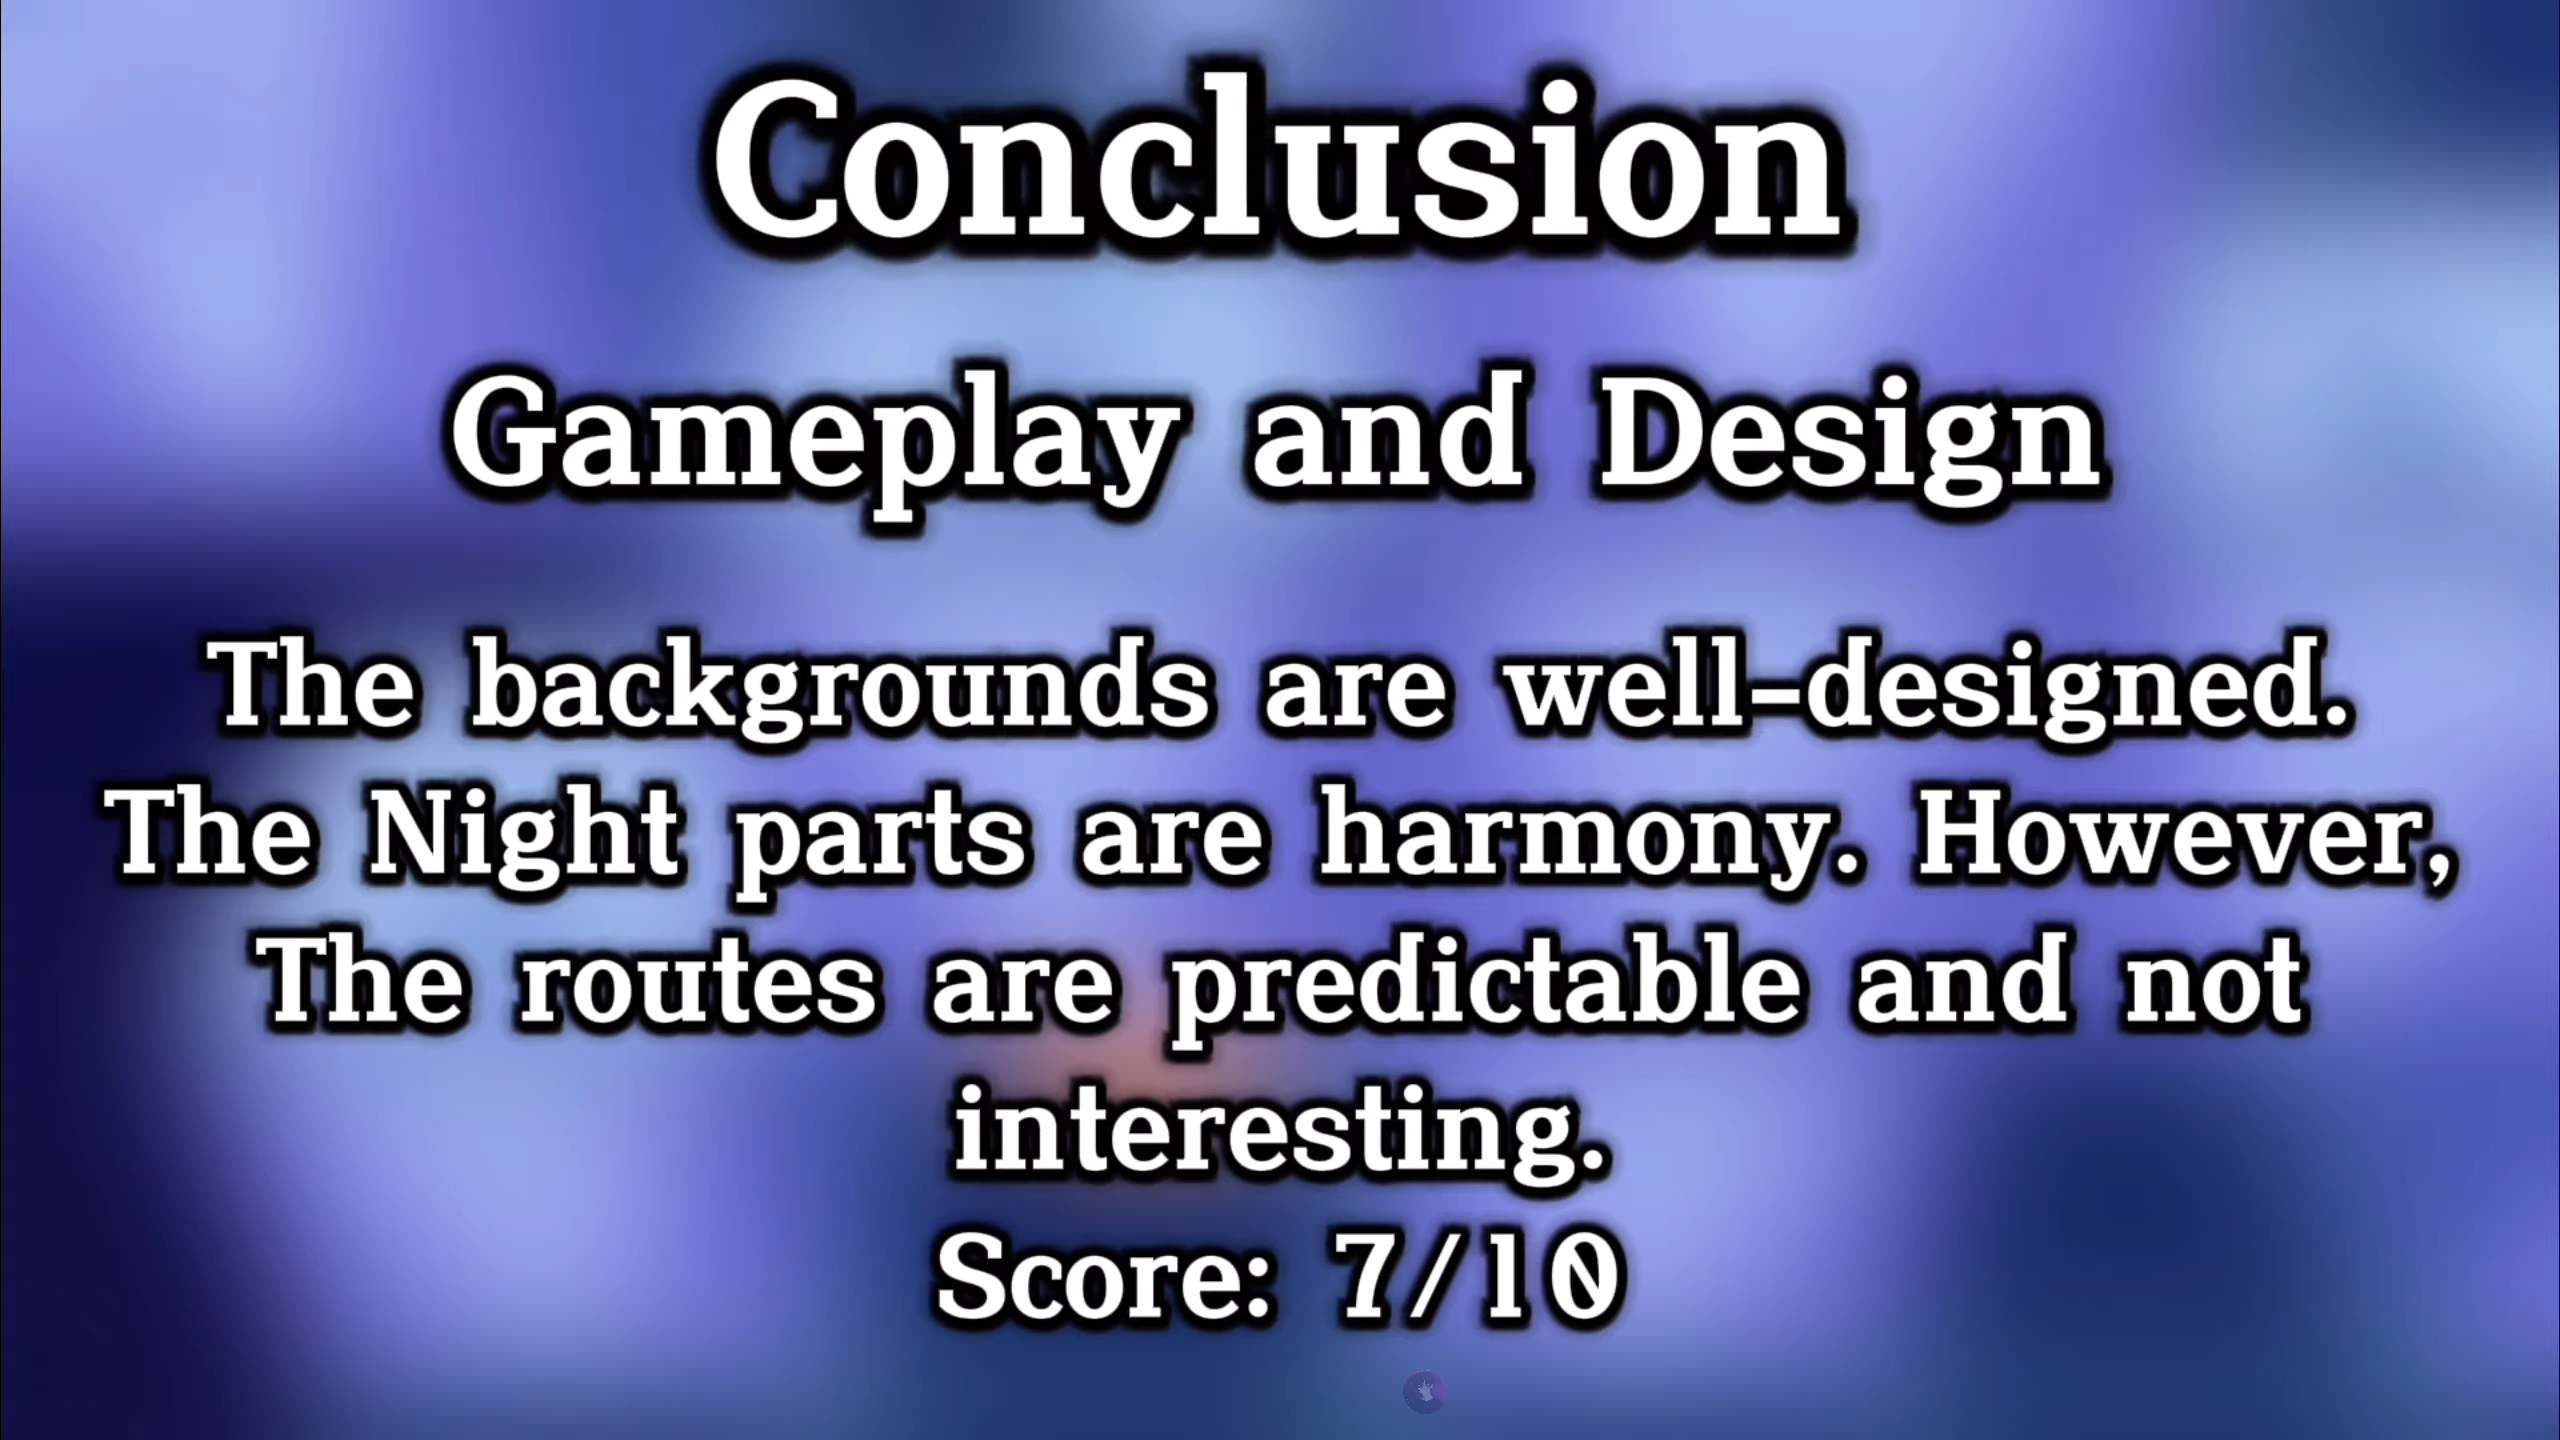 Conclusion
Gameplay and Design
The backgrounds are well-designed.
The Night parts are harmony. However,
The routes are predictable and not
interesting.
Score: 7/10